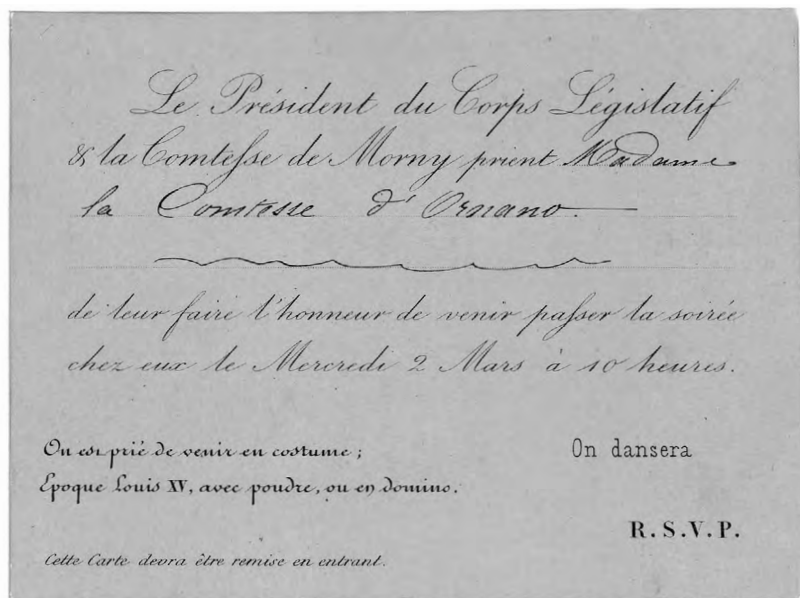 Le Président du Corps Législatif
& la Comtesse de Morny prient Madame
la Comtesse d'Ornano.
de leur faire l'honneur de venir passer la soirée
chez eux le Mercredi 2 Mars à 10 heures.
On est prié de venir en costume ;
Epoque Louis XV, avec poudre, ou en domino.
On dansera
R. S. V. P.
Cette Carte devra être remise en entrant.